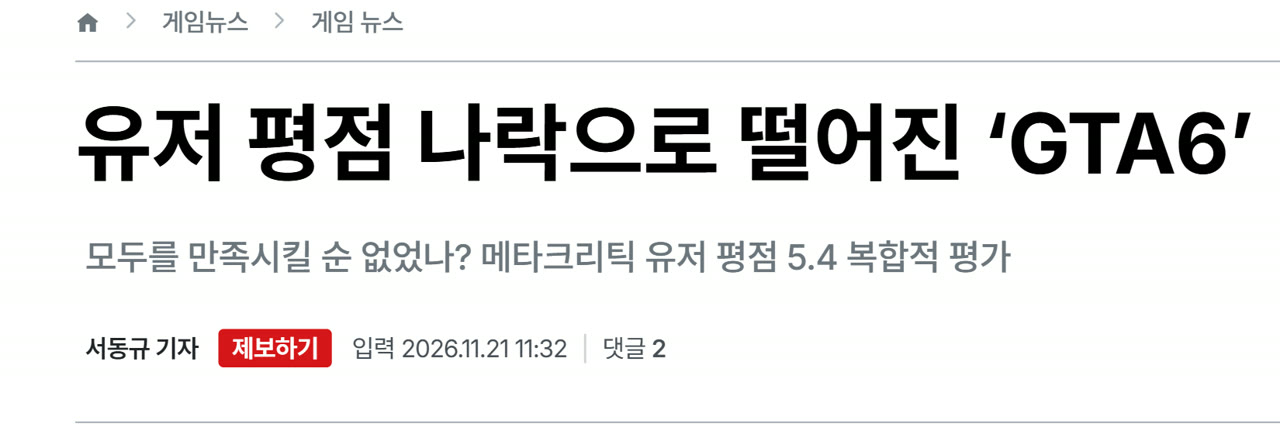 게임뉴스 > 게임 뉴스
유저 평점 나락으로 떨어진 ‘GTA6’
모두를 만족시킬 순 없었나? 메타크리틱 유저 평점 5.4 복합적 평가
서동규 기자 제보하기 입력 2026.11.21 11:32 | 댓글 2